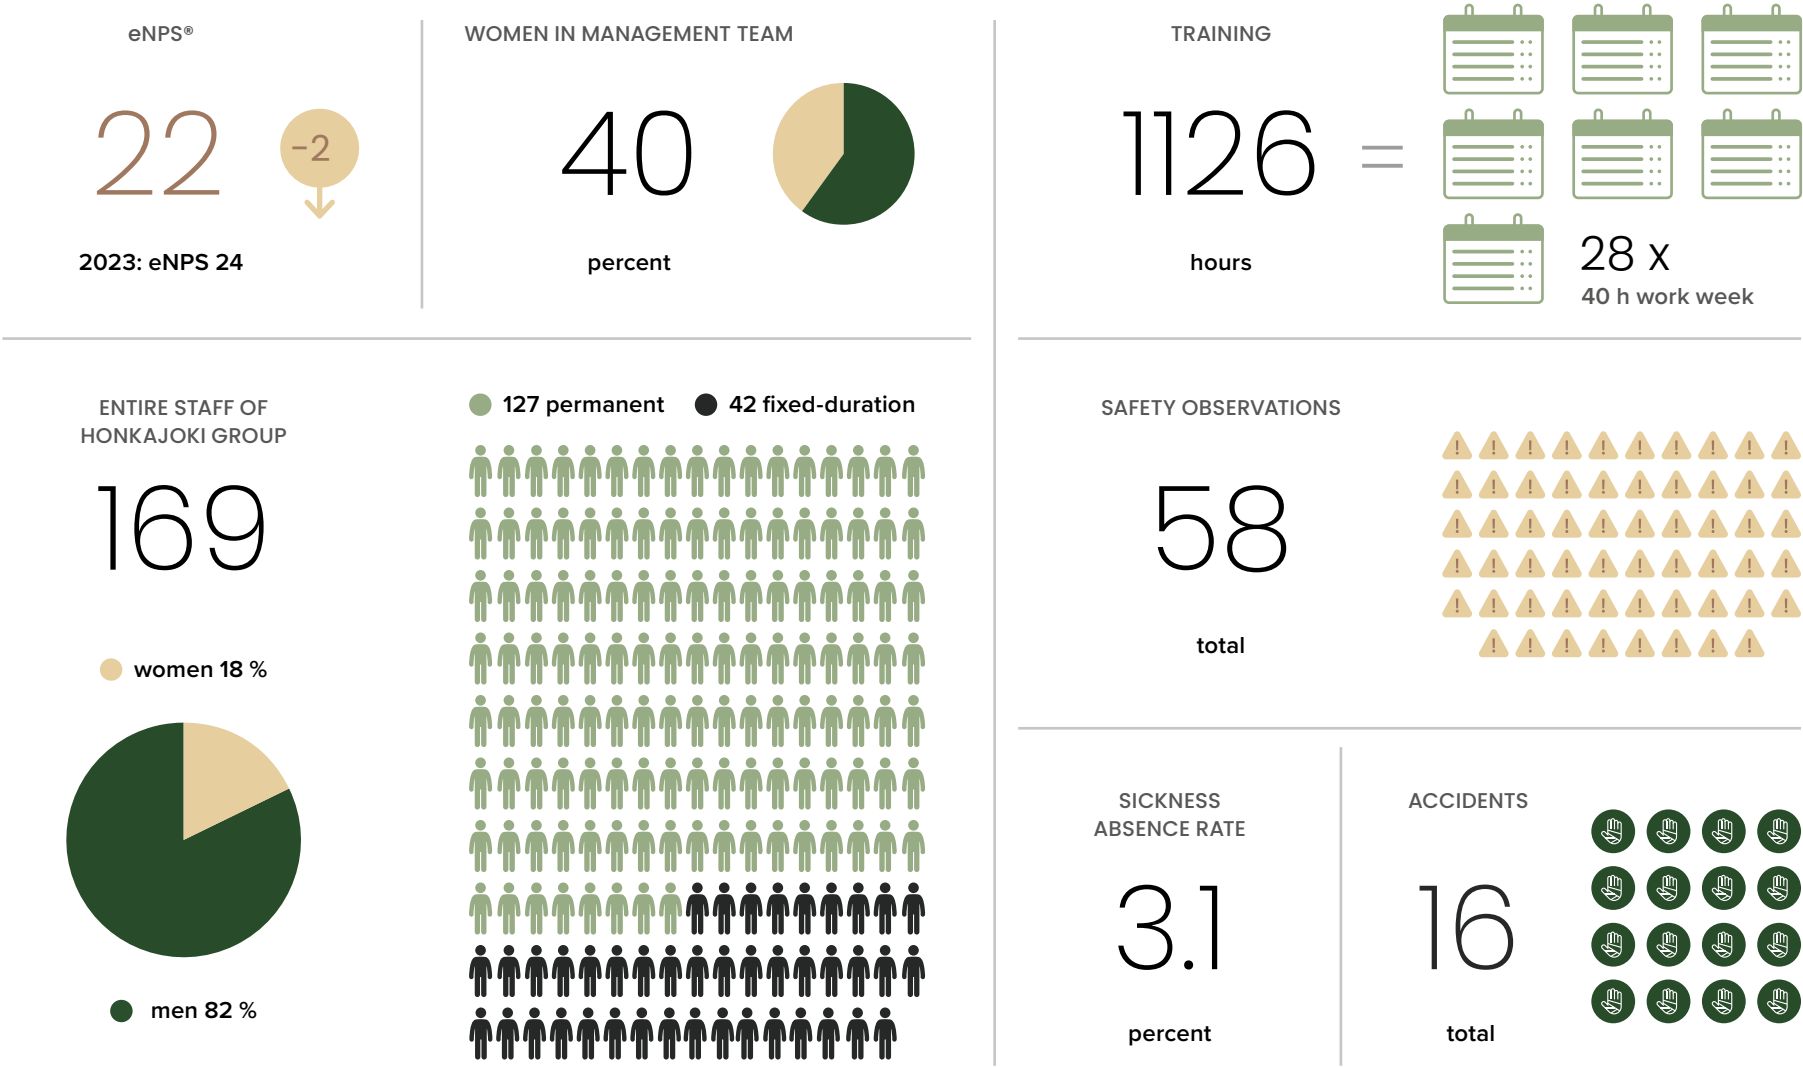 eNPS®
22
-2
2023: eNPS 24
WOMEN IN MANAGEMENT TEAM
40
percent
TRAINING
1126
=
hours
28 x
40 h work week
ENTIRE STAFF OF
HONKAJOKI GROUP
169
women 18 %
men 82 %
127 permanent
42 fixed-duration
SAFETY OBSERVATIONS
58
total
SICKNESS
ABSENCE RATE
3.1
percent
ACCIDENTS
16
total